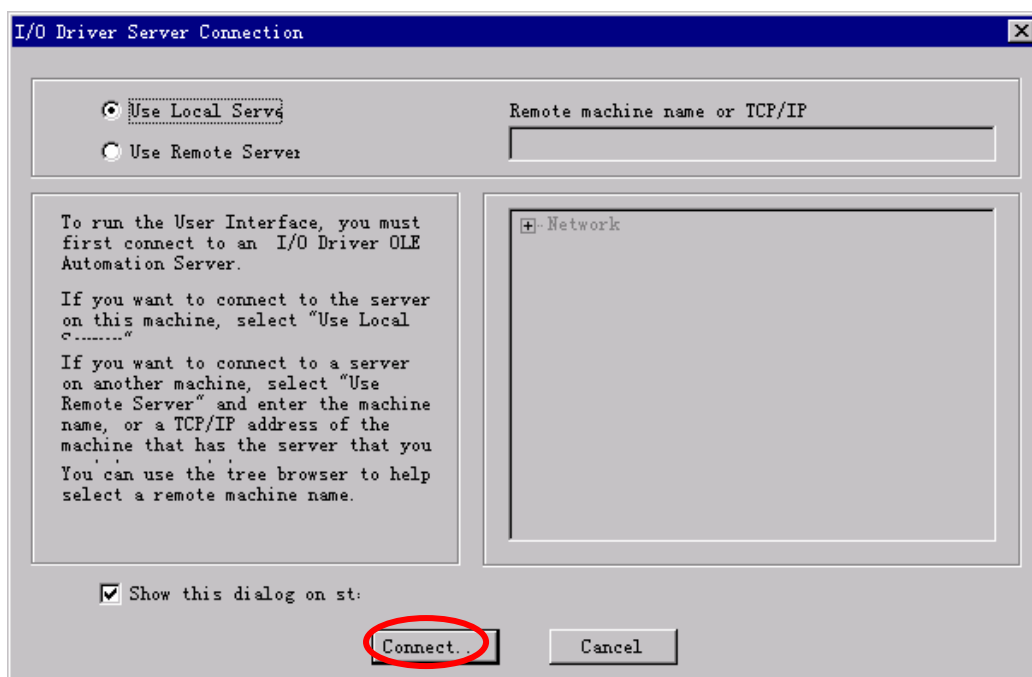 I/O Driver Server Connection
Use Local Serve
Remote machine name or TCP/IP
Use Remote Server
To run the User Interface, you must
first connect to an I/O Driver OLE
Automation Server.
If you want to connect to the server
on this machine, select "Use Local
If you want to connect to a server
on another machine, select "Use
Remote Server" and enter the machine
name, or a TCP/IP address of the
machine that has the server that you
You can use the tree browser to help
select a remote machine name.
Network
Show this dialog on st
Connect..
Cancel